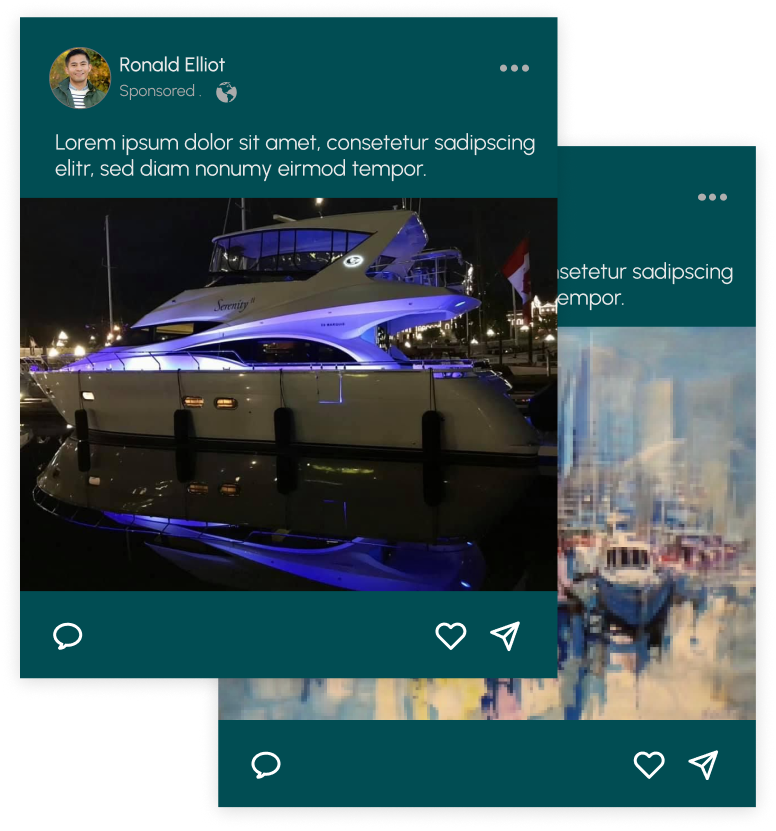 Ronald Elliot
Sponsored .
Lorem ipsum dolor sit amet, consetetur sadipscing
elitr, sed diam nonumy eirmod tempor.
Serenity II
nsetetur sadipscing
empor.